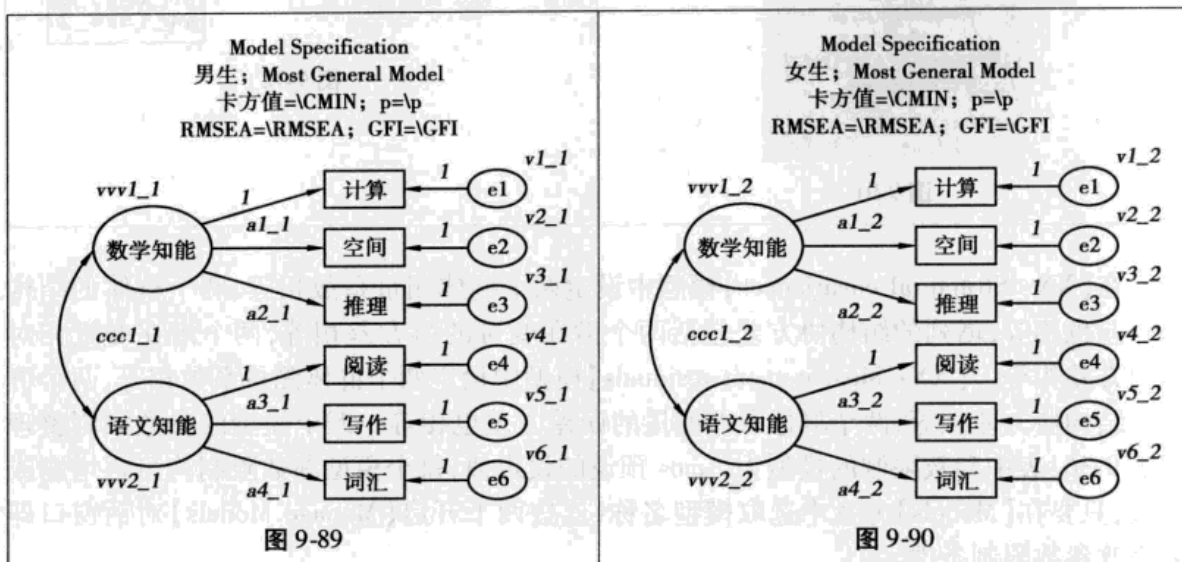 Model Specification
男生；Most General Model
卡方值=\CMIN；p=\p
RMSEA=\RMSEA；GFI=\GFI
v1_1
vvv1_1
1
计算
1
e1
v2_1
a1_1
数学知能
空间
1
e2
v3_1
a2_1
推理
1
e3
v4_1
ccc1_1
1
阅读
1
e4
v5_1
a3_1
语文知能
写作
1
e5
v6_1
vvv2_1
a4_1
词汇
1
e6
图 9-89
Model Specification
女生；Most General Model
卡方值=\CMIN；p=\p
RMSEA=\RMSEA；GFI=\GFI
v1_2
vvv1_2
1
计算
1
e1
v2_2
a1_2
数学知能
空间
1
e2
v3_2
a2_2
推理
1
e3
v4_2
ccc1_2
1
阅读
1
e4
v5_2
a3_2
语文知能
写作
1
e5
v6_2
vvv2_2
a4_2
词汇
1
e6
图 9-90